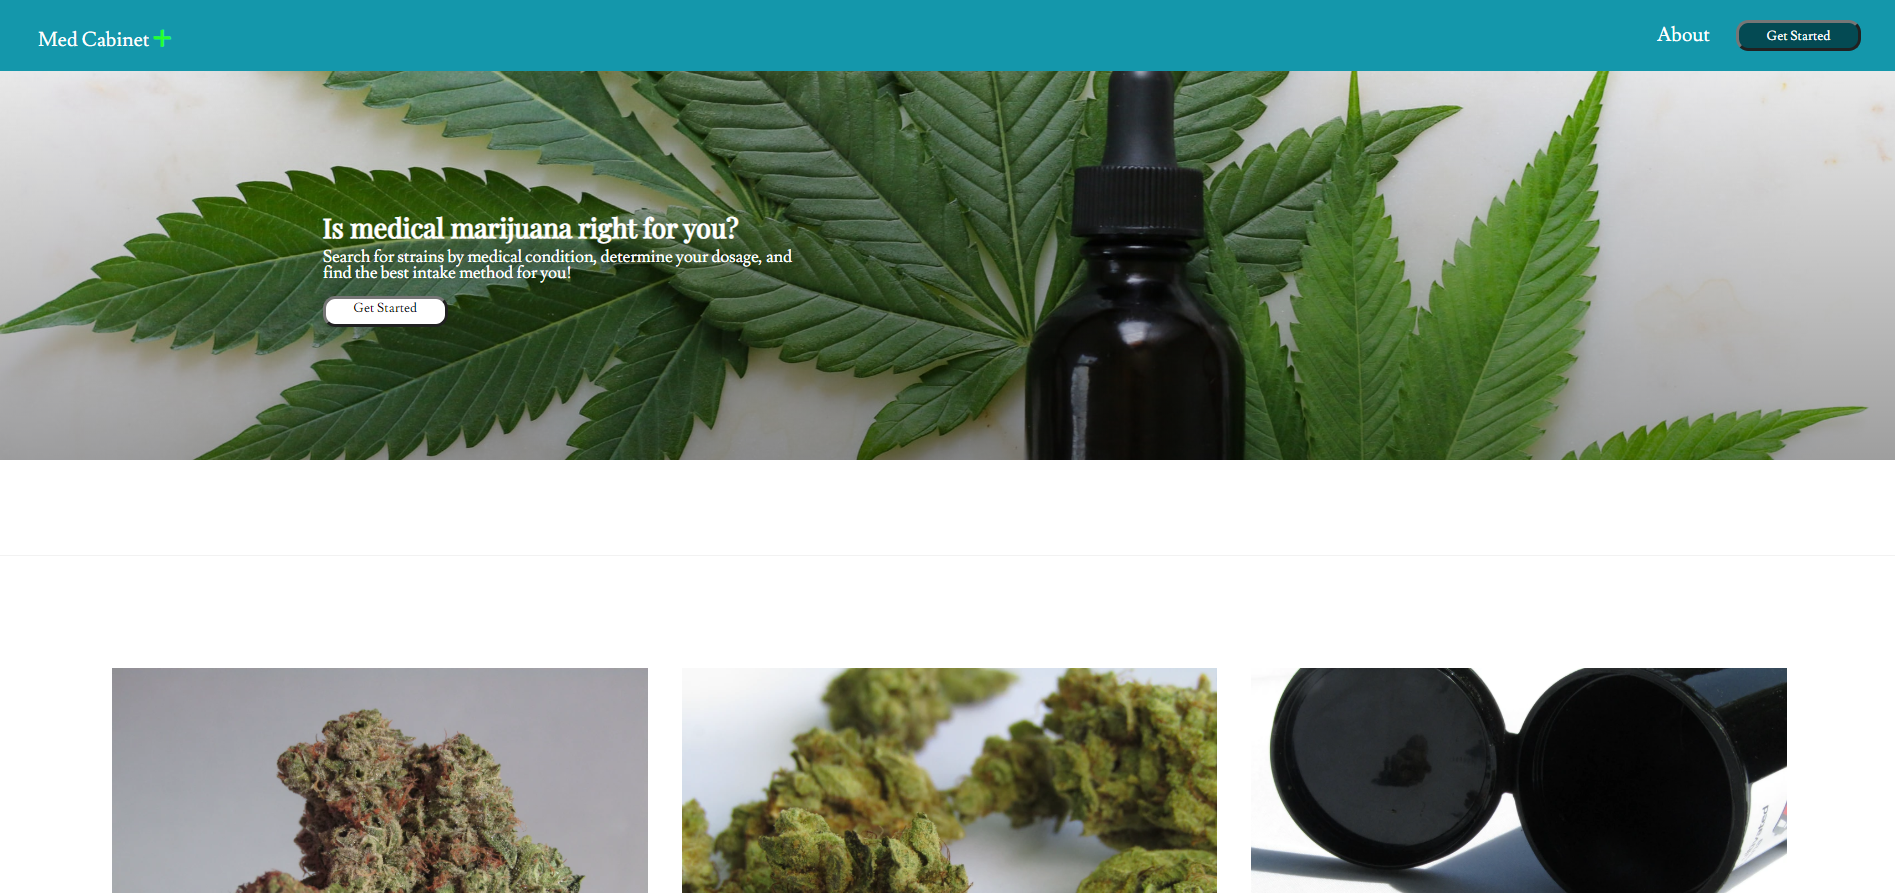 Med Cabinet
About
Get Started
Is medical marijuana right for you?
Search for strains by medical condition, determine your dosage, and
find the best intake method for you!
Get Started